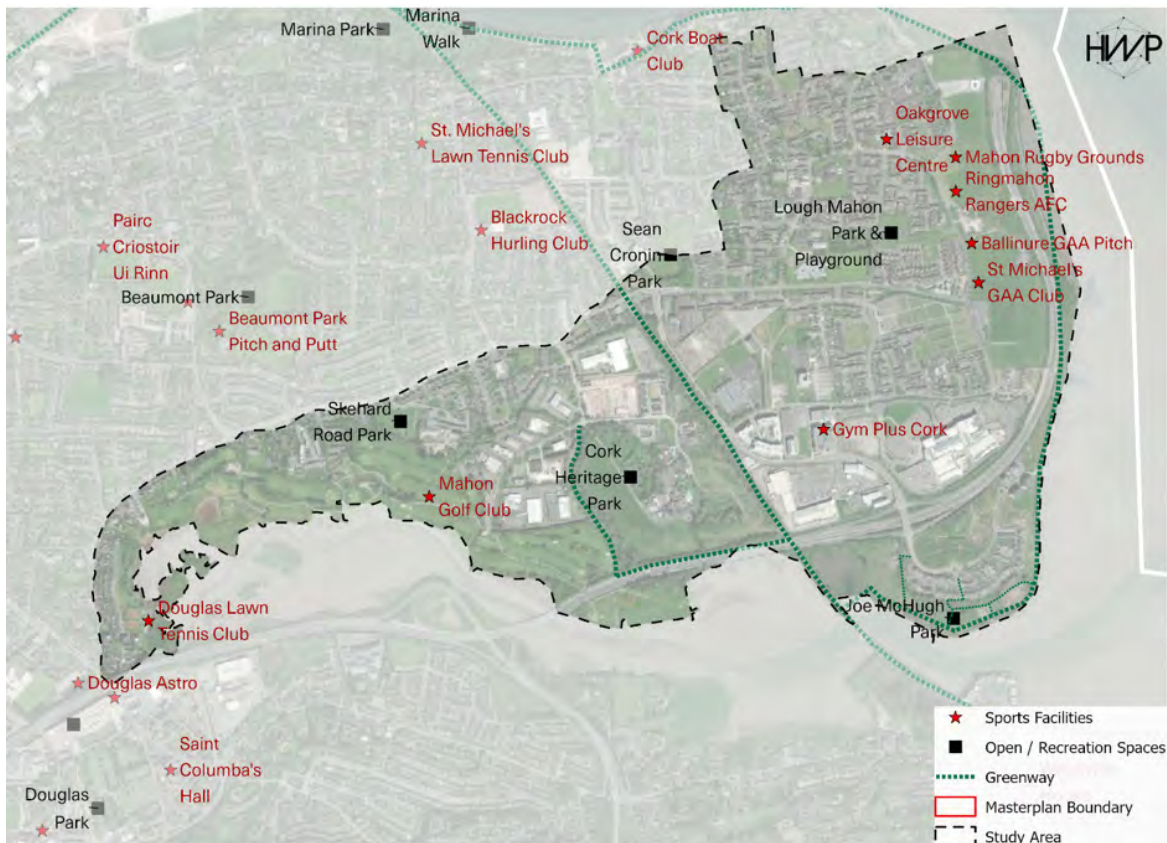 Marina Park
Marina
Walk
Cork Boat
Club
HWP
St. Michael's
Lawn Tennis Club
Oakgrove
Leisure
Centre
Mahon Rugby Grounds
Ringmahon
Rangers AFC
Pairc
Criostoir
Ui Rinn
Blackrock
Hurling Club
Sean
Cronin
Park
Lough Mahon
Park &
Playground
Ballinure GAA Pitch
St Michael's
GAA Club
Beaumont Park
Beaumont Park
Pitch and Putt
Skehard
Road Park
Gym Plus Cork
Cork
Heritage
Park
Mahon
Golf Club
Douglas Lawn
Tennis Club
Joe McHugh
Park
Douglas Astro
Saint
Columba's
Hall
Douglas
Park
Sports Facilities
Open / Recreation Spaces
Greenway
Masterplan Boundary
Study Area